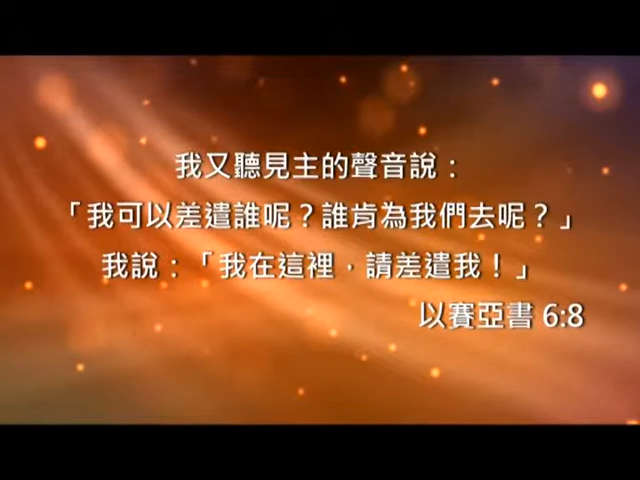 我又聽見主的聲音說：
「我可以差遣誰呢？誰肯為我們去呢？」
我說：「我在這裡，請差遣我！」
以賽亞書 6:8